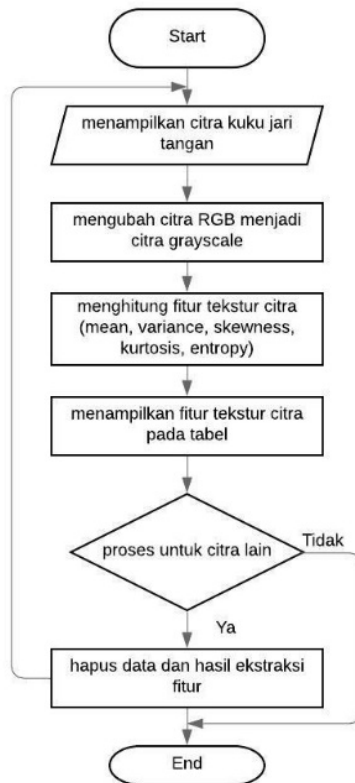 Start
menampilkan citra kuku jari
tangan
mengubah citra RGB menjadi
citra grayscale
menghitung fitur tekstur citra
(mean, variance, skewness,
kurtosis, entropy)
menampilkan fitur tekstur citra
pada tabel
proses untuk citra lain
Tidak
Ya
hapus data dan hasil ekstraksi
fitur
End